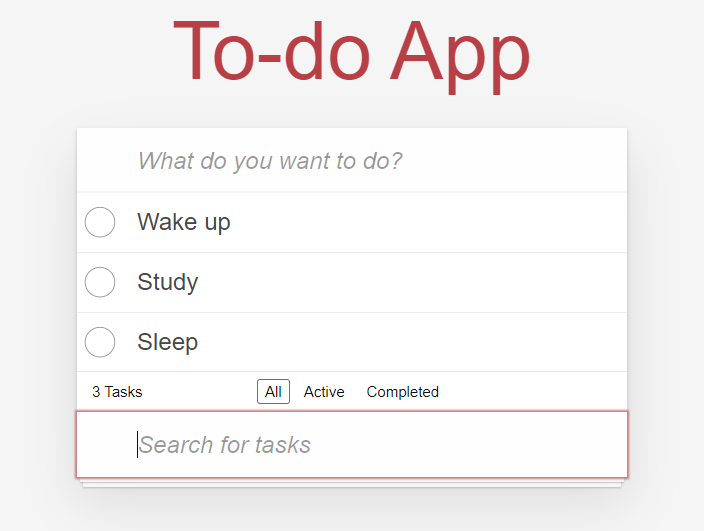 To-do App
What do you want to do?
Wake up
Study
Sleep
3 Tasks All Active Completed
Search for tasks